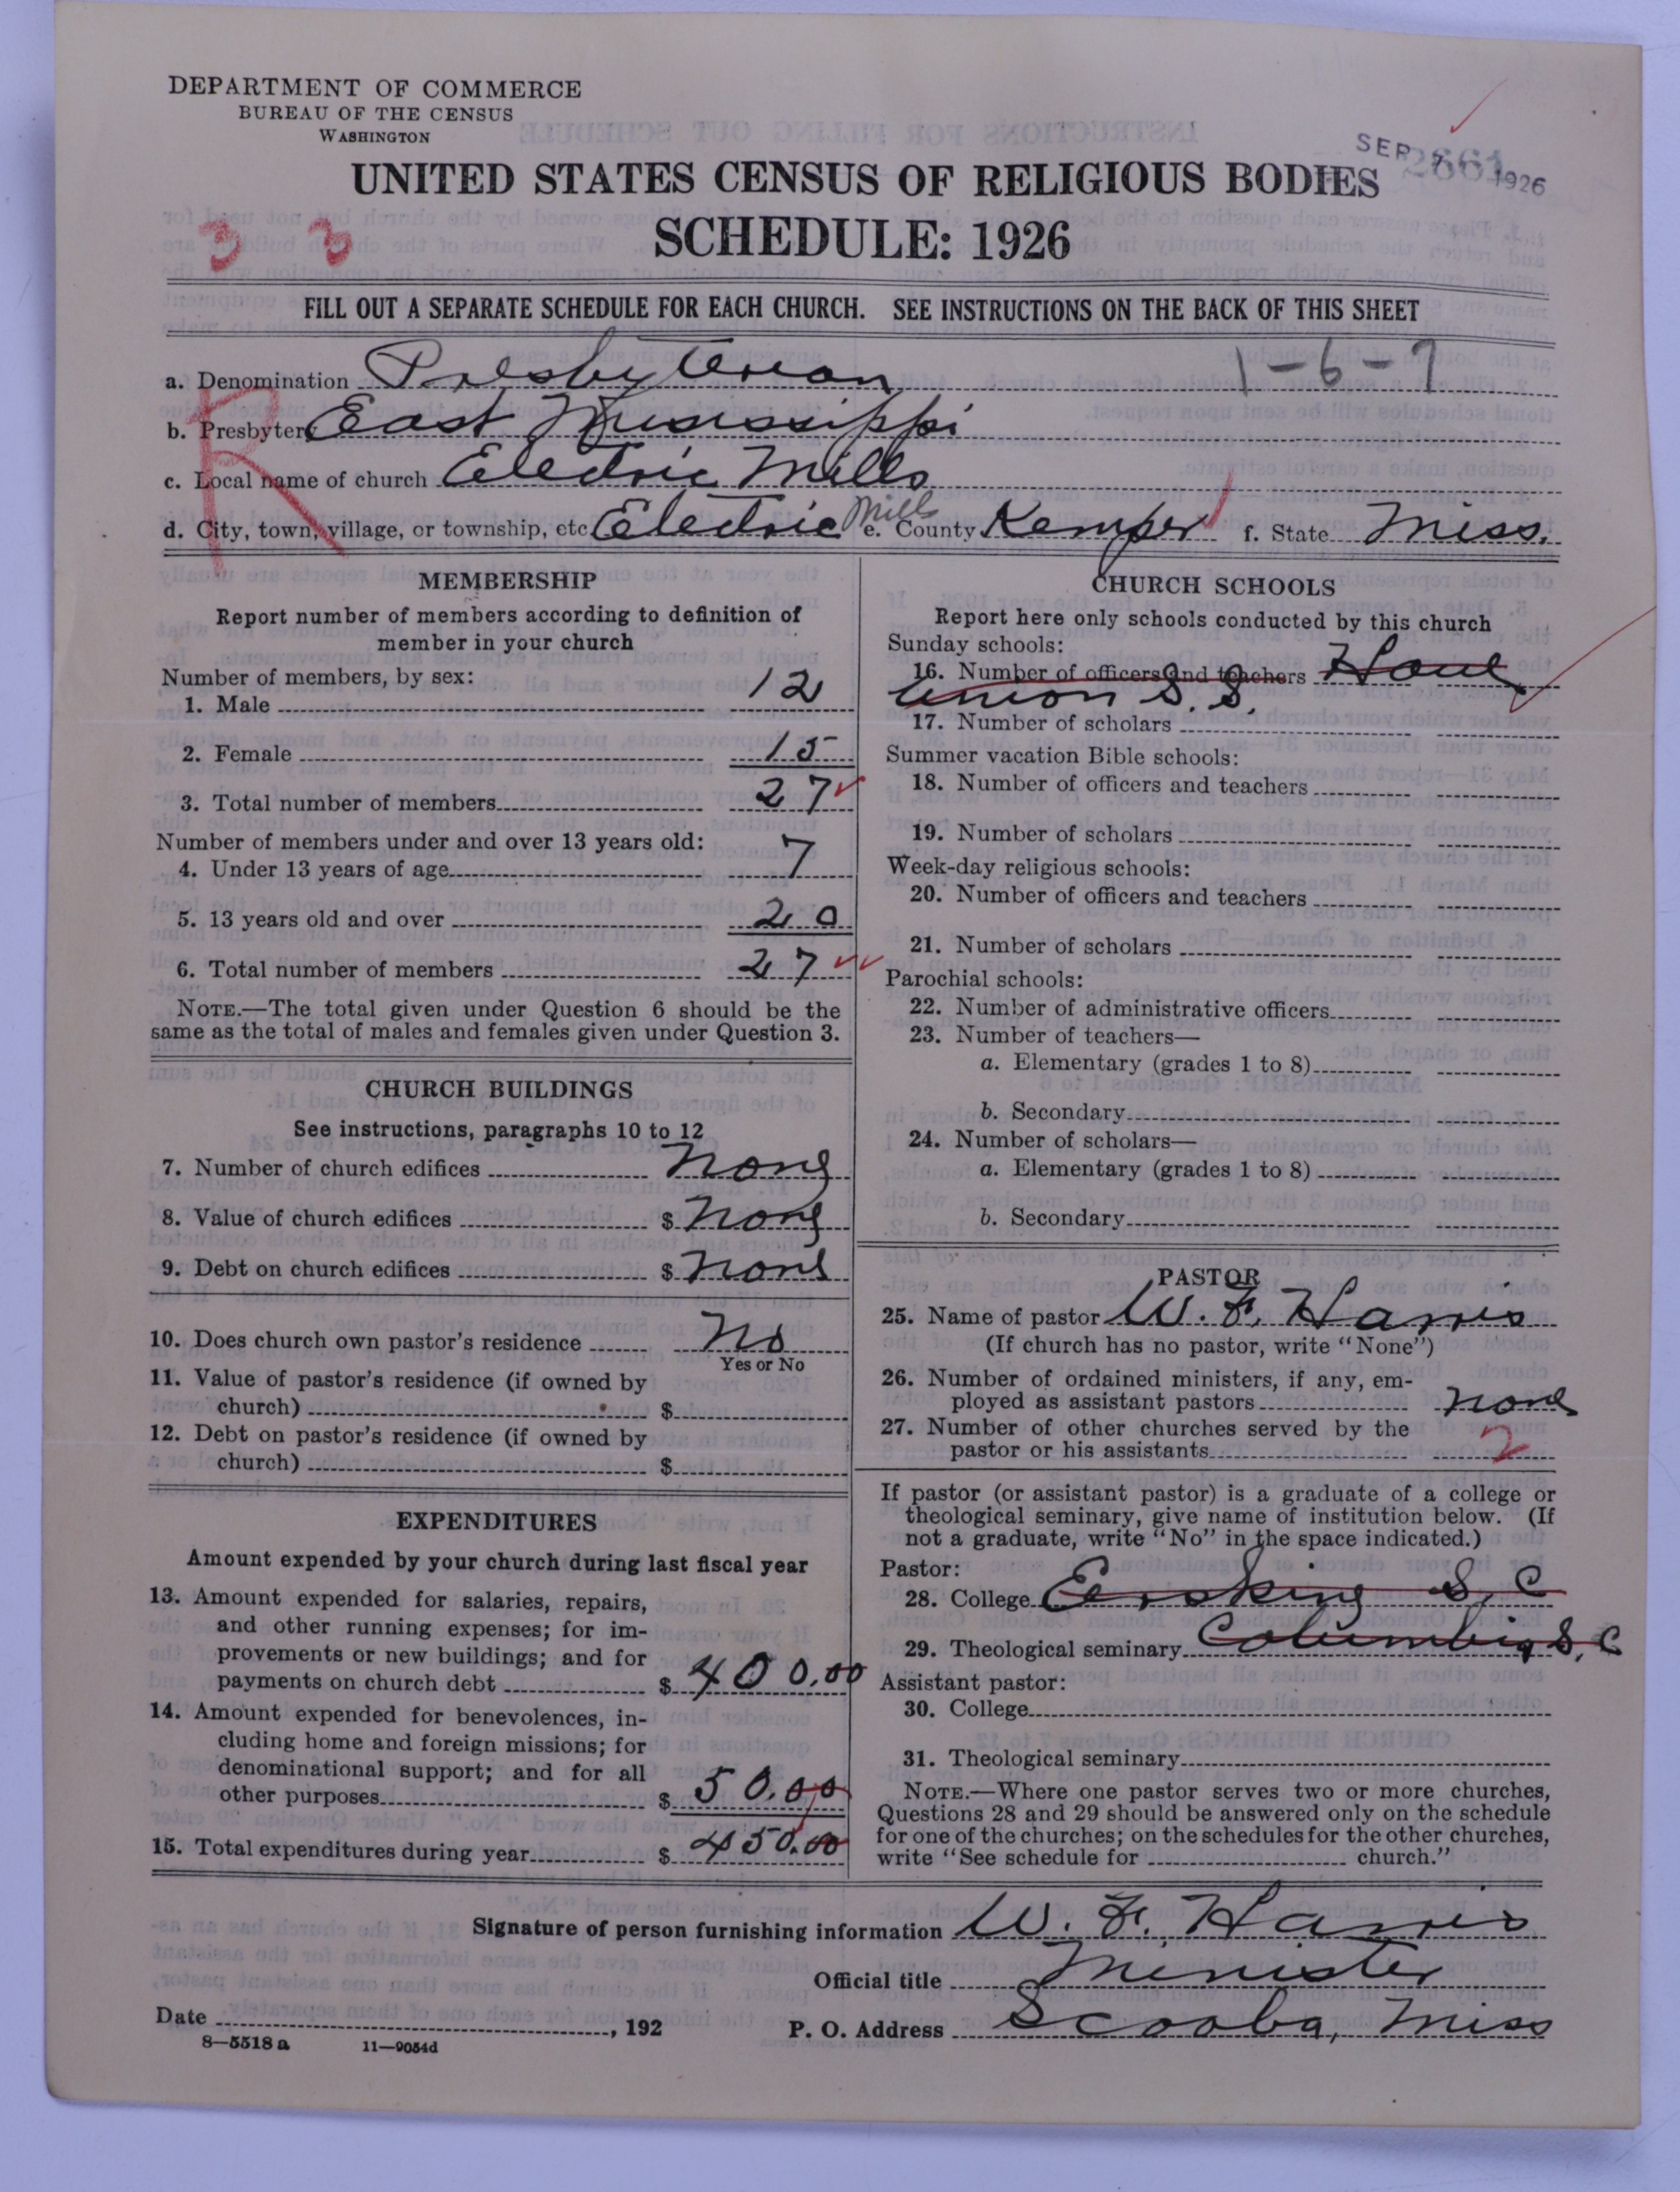 DEPARTMENT OF COMMERCE
BUREAU OF THE CENSUS
WASHINGTON
SEP 7 1926
2661
UNITED STATES CENSUS OF RELIGIOUS BODIES
SCHEDULE: 1926
3 3
FILL OUT A SEPARATE SCHEDULE FOR EACH CHURCH. SEE INSTRUCTIONS ON THE BACK OF THIS SHEET
a. Denomination Presbyterian 1-6-7
b. Presbytery East Mississippi
c. Local name of church Electric Mills
d. City, town, village, or township, etc. Electric Mills e. County Kemper f. State Miss.
R
MEMBERSHIP
Report number of members according to definition of
member in your church
Number of members, by sex:
1. Male 12
2. Female 15
3. Total number of members 27
Number of members under and over 13 years old:
4. Under 13 years of age 7
5. 13 years old and over 20
6. Total number of members 27
NOTE.—The total given under Question 6 should be the
same as the total of males and females given under Question 3.
CHURCH BUILDINGS
See instructions, paragraphs 10 to 12
7. Number of church edifices None
8. Value of church edifices $ None
9. Debt on church edifices $ None
10. Does church own pastor's residence No
Yes or No
11. Value of pastor's residence (if owned by
church) $
12. Debt on pastor's residence (if owned by
church) $
EXPENDITURES
Amount expended by your church during last fiscal year
13. Amount expended for salaries, repairs,
and other running expenses; for im-
provements or new buildings; and for
payments on church debt $ 400.00
14. Amount expended for benevolences, in-
cluding home and foreign missions; for
denominational support; and for all
other purposes $ 50.00
15. Total expenditures during year $ 450.00
CHURCH SCHOOLS
Report here only schools conducted by this church
Sunday schools:
16. Number of officers and teachers
Union S. S.
17. Number of scholars
Summer vacation Bible schools:
18. Number of officers and teachers
19. Number of scholars
Week-day religious schools:
20. Number of officers and teachers
21. Number of scholars
Parochial schools:
22. Number of administrative officers
23. Number of teachers—
a. Elementary (grades 1 to 8)
b. Secondary
24. Number of scholars—
a. Elementary (grades 1 to 8)
b. Secondary
PASTOR
25. Name of pastor W. F. Harris
(If church has no pastor, write "None")
26. Number of ordained ministers, if any, em-
ployed as assistant pastors None
27. Number of other churches served by the
pastor or his assistants 2
If pastor (or assistant pastor) is a graduate of a college or
theological seminary, give name of institution below. (If
not a graduate, write "No" in the space indicated.)
Pastor:
28. College Erskine S. C
29. Theological seminary Columbia S. C
Assistant pastor:
30. College
31. Theological seminary
NOTE.—Where one pastor serves two or more churches,
Questions 28 and 29 should be answered only on the schedule
for one of the churches; on the schedules for the other churches,
write "See schedule for church."
Signature of person furnishing information W. F. Harris
Official title Minister
Date , 192
P. O. Address Scooba, Miss
8—5518 a 11—9054d